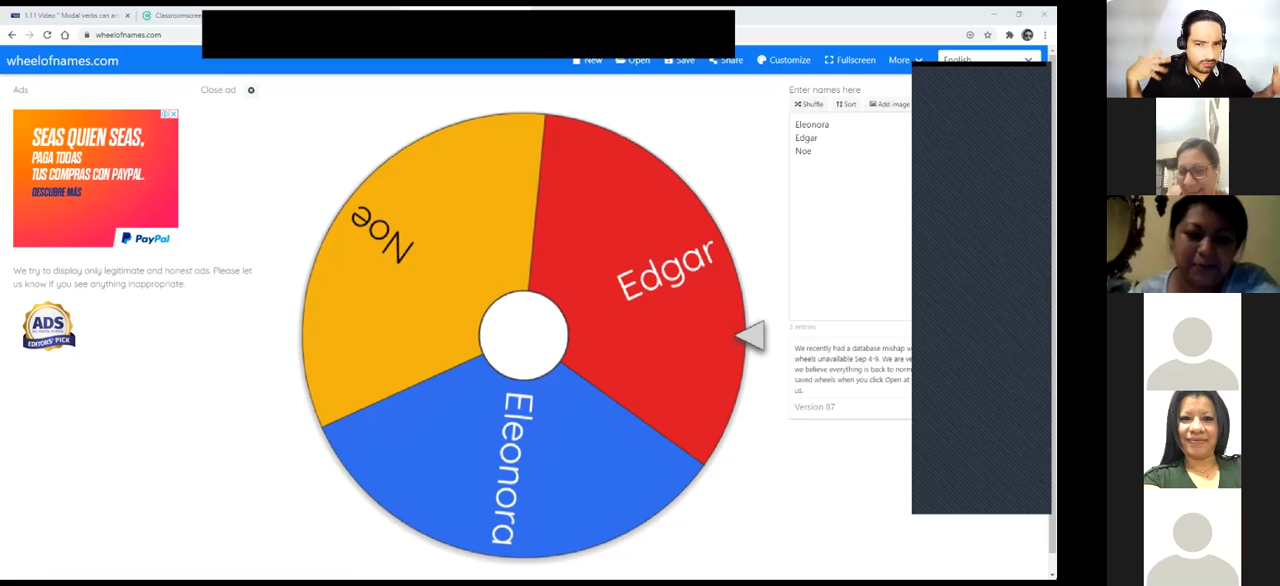 1.11 Video " Modal verbs can an
Classroomscree
wheelofnames.com
wheelofnames.com
New
Open
Save
Share
Customize
Fullscreen
More
English
Ads
Close ad
SEAS QUIEN SEAS,
PAGA TODAS
TUS COMPRAS CON PAYPAL.
DESCUBRE MÁS
PayPal
We try to display only legitimate and honest ads. Please let
us know if you see anything inappropriate.
ADS
EDITORS' PICK
Noe
Edgar
Eleonora
Enter names here
Shuffle
Sort
Add image
Eleonora
Edgar
Noe
3 entries
We recently had a database mishap w
wheels unavailable Sep 4-9. We are ve
we believe everything is back to norm
saved wheels when you click Open at
us.
Version 87